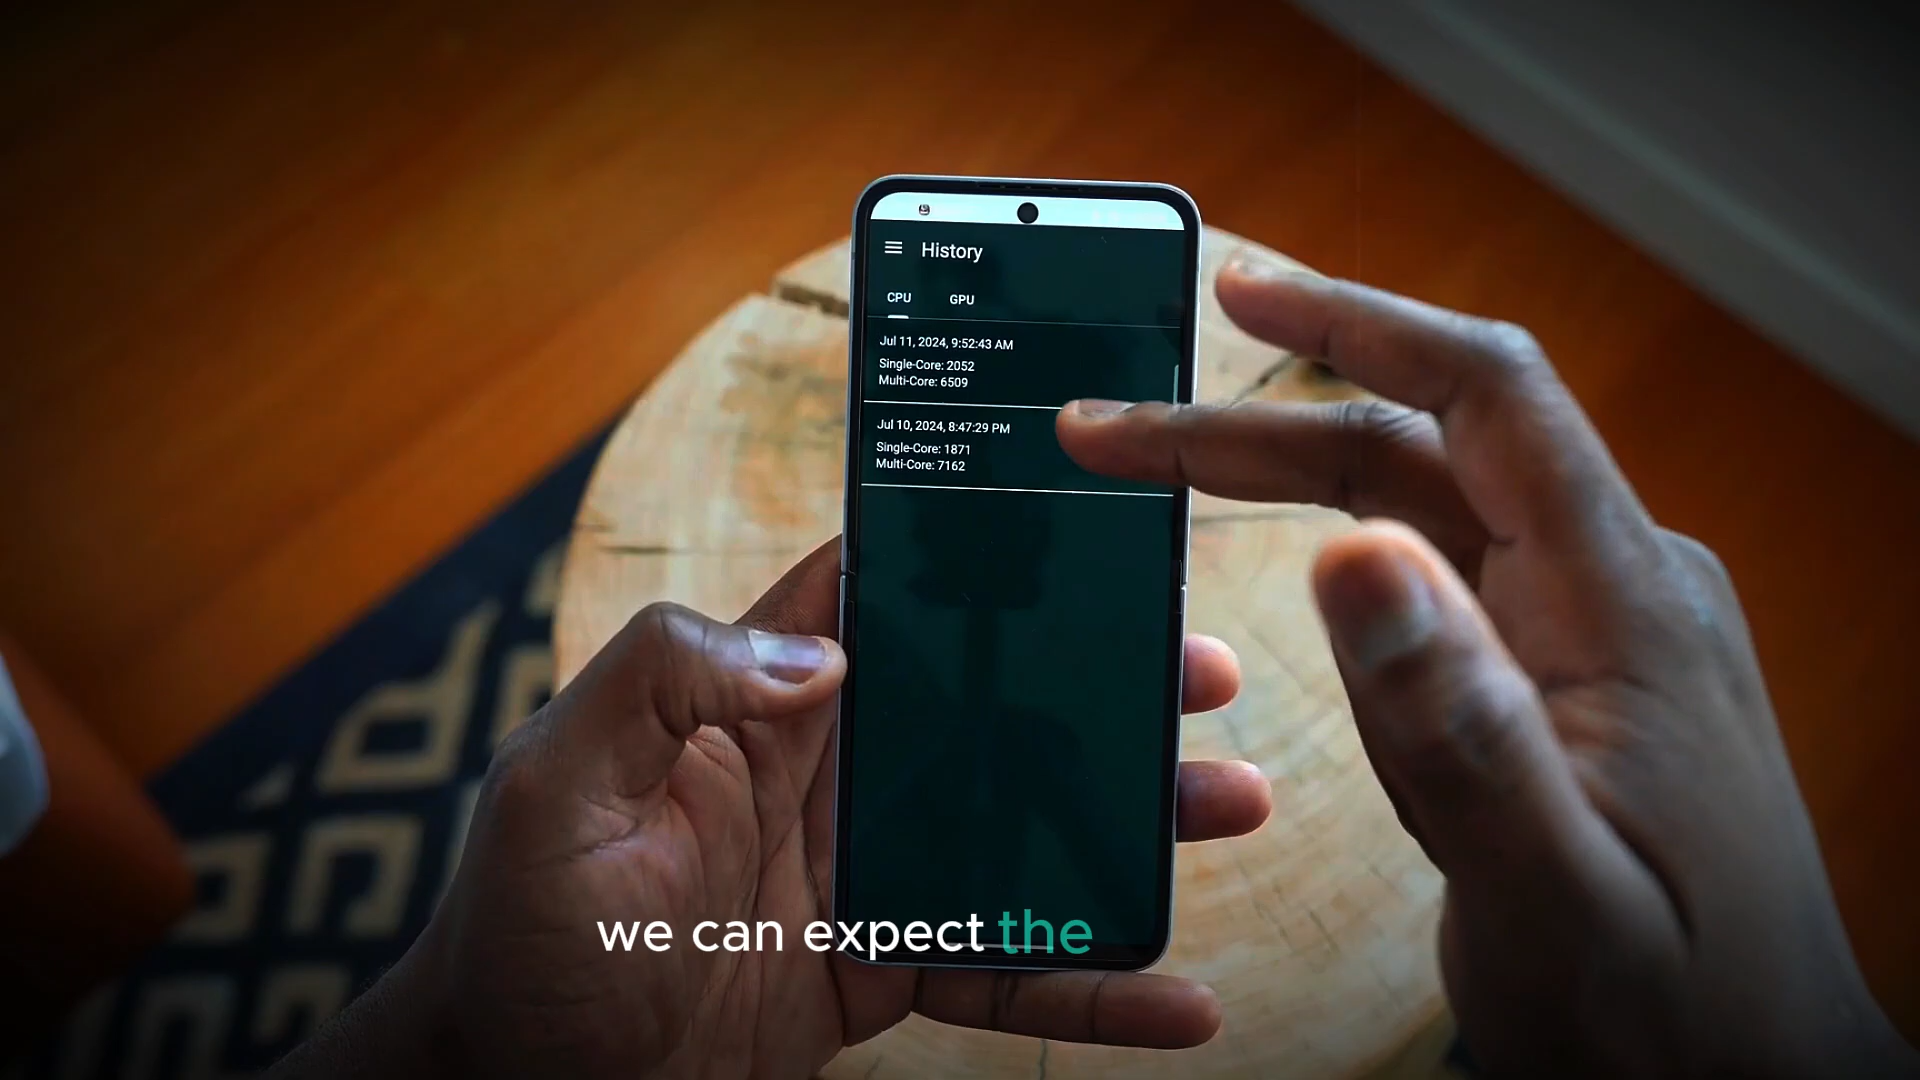 History
CPU GPU
Jul 11, 2024, 9:52:43 AM
Single-Core: 2052
Multi-Core: 6509
Jul 10, 2024, 8:47:29 PM
Single-Core: 1871
Multi-Core: 7162
we can expect the